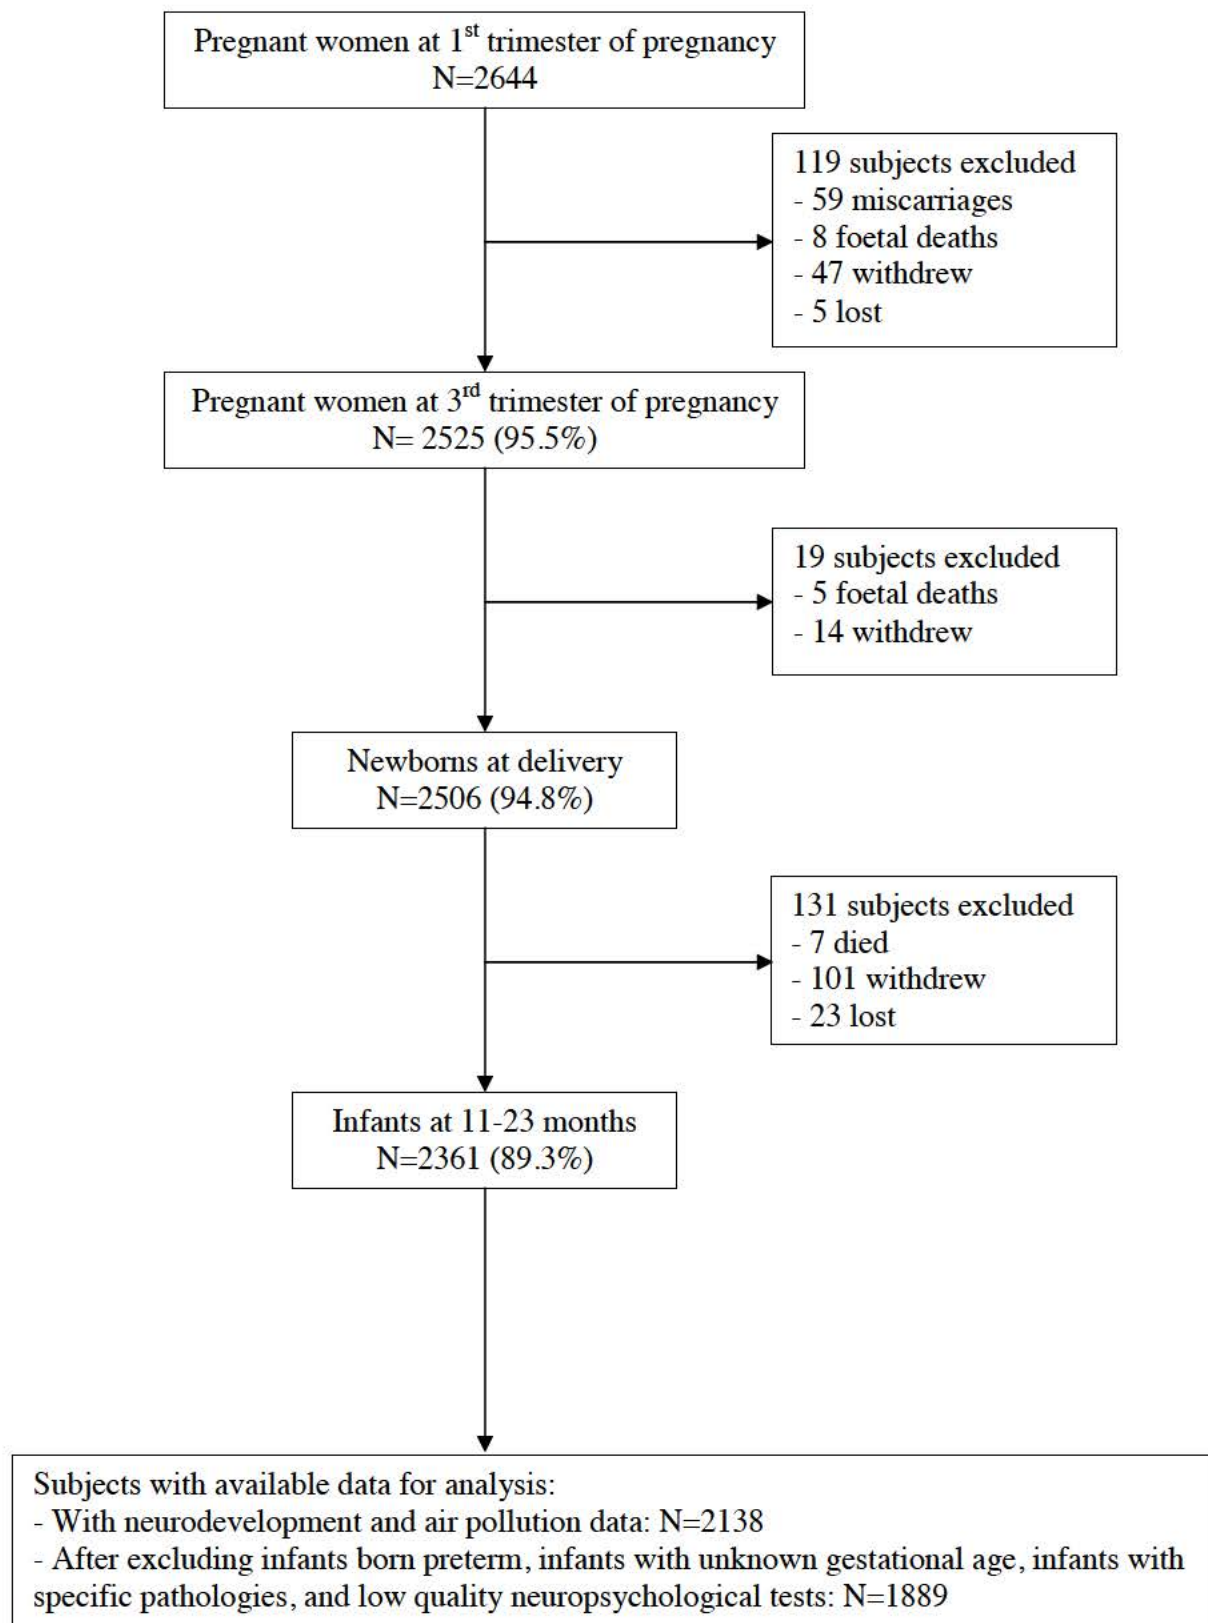 Pregnant women at 1st trimester of pregnancy
N=2644
119 subjects excluded
- 59 miscarriages
- 8 foetal deaths
- 47 withdrew
- 5 lost
Pregnant women at 3rd trimester of pregnancy
N= 2525 (95.5%)
19 subjects excluded
- 5 foetal deaths
- 14 withdrew
Newborns at delivery
N=2506 (94.8%)
131 subjects excluded
- 7 died
- 101 withdrew
- 23 lost
Infants at 11-23 months
N=2361 (89.3%)
Subjects with available data for analysis:
- With neurodevelopment and air pollution data: N=2138
- After excluding infants born preterm, infants with unknown gestational age, infants with
specific pathologies, and low quality neuropsychological tests: N=1889